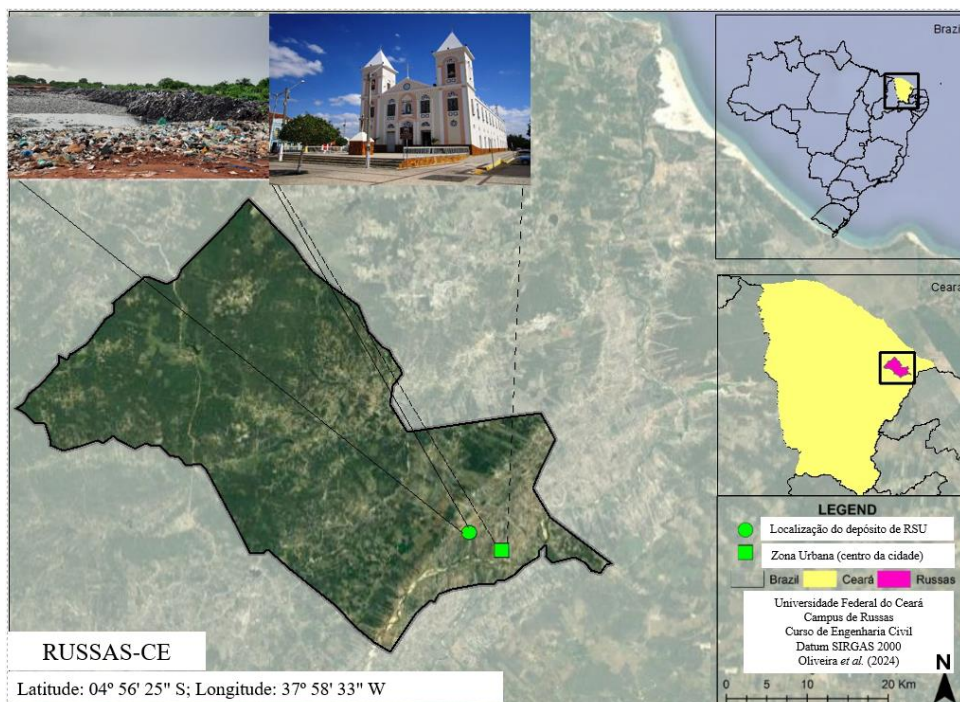 Brazil
Ceará
LEGEND
Localização do depósito de RSU
Zona Urbana (centro da cidade)
Brazil Ceará Russas
Universidade Federal do Ceará
Campus de Russas
Curso de Engenharia Civil
Datum SIRGAS 2000
Oliveira et al. (2024)
N
0 5 10 20 Km
RUSSAS-CE
Latitude: 04º 56' 25" S; Longitude: 37º 58' 33" W